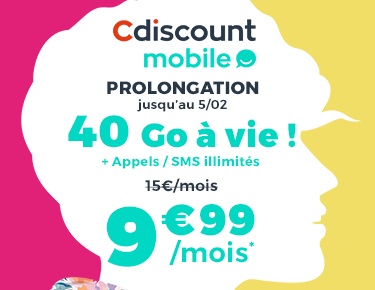 Cdiscount
mobile
PROLONGATION
jusqu'au 5/02
40 Go à vie !
+ Appels / SMS illimités
15€/mois
9€99
/mois*